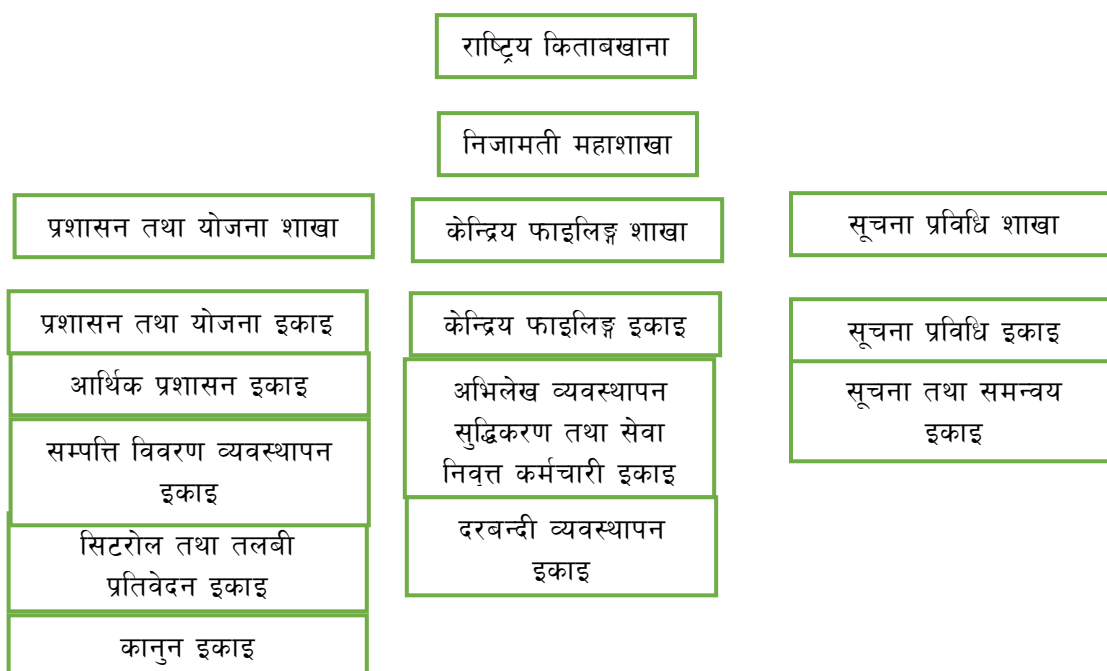 राष्ट्रिय किताबखाना
निजामती महाशाखा
प्रशासन तथा योजना शाखा
केन्द्रिय फाइलिङ्ग शाखा
सूचना प्रविधि शाखा
प्रशासन तथा योजना इकाइ
आर्थिक प्रशासन इकाइ
सम्पत्ति विवरण व्यवस्थापन
इकाइ
सिटरोल तथा तलबी
प्रतिवेदन इकाइ
कानुन इकाइ
केन्द्रिय फाइलिङ्ग इकाइ
अभिलेख व्यवस्थापन
सुद्धिकरण तथा सेवा
निवृत्त कर्मचारी इकाइ
दरबन्दी व्यवस्थापन
इकाइ
सूचना प्रविधि इकाइ
सूचना तथा समन्वय
इकाइ